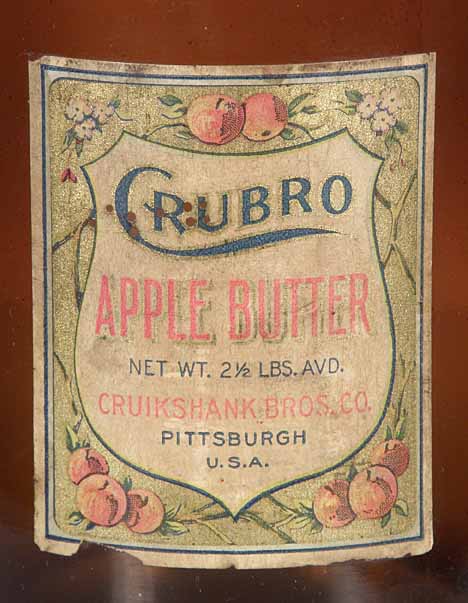 CRUBRO
APPLE BUTTER
NET WT. 2½ LBS. AVD.
CRUIKSHANK BROS. CO.
PITTSBURGH
U.S.A.